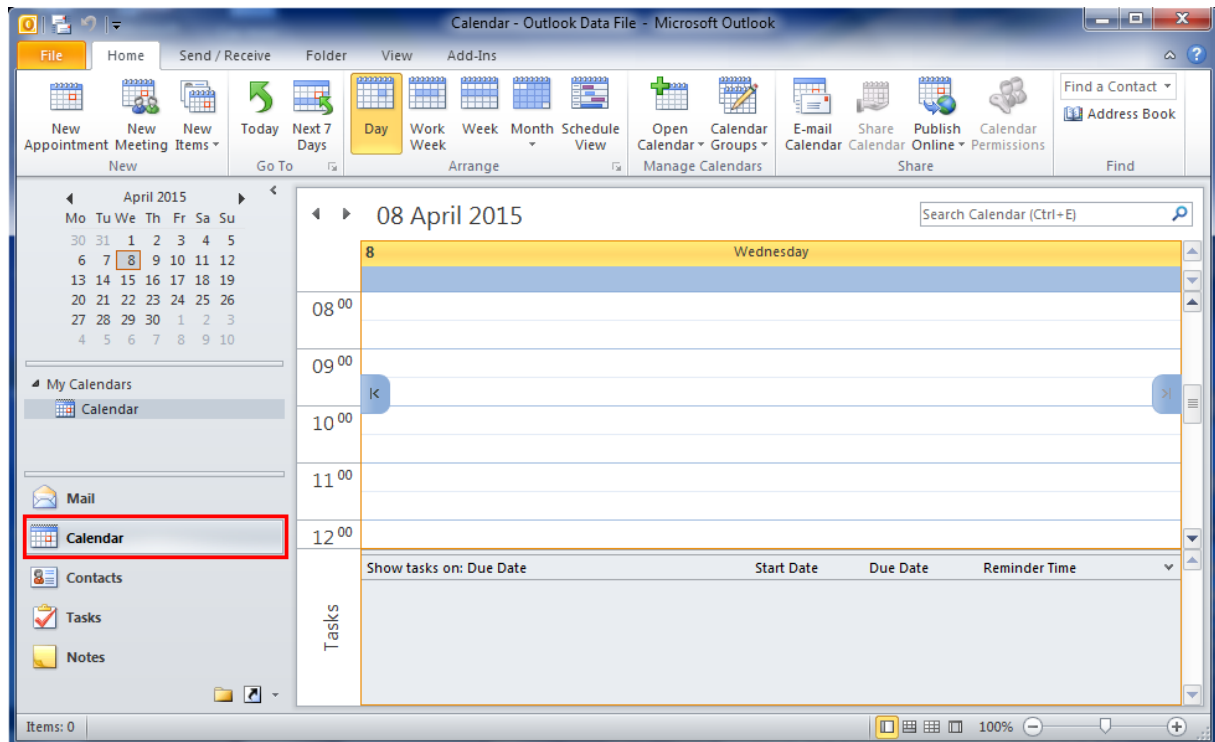 Calendar - Outlook Data File - Microsoft Outlook
File Home Send / Receive Folder View Add-Ins
New Appointment New Meeting New Items Today Next 7 Days Day Work Week Week Month Schedule View Open Calendar Calendar Groups E-mail Calendar Share Calendar Publish Online Calendar Permissions Find a Contact
Address Book
New Go To Arrange Manage Calendars Share Find
April 2015
Mo Tu We Th Fr Sa Su
30 31 1 2 3 4 5
6 7 8 9 10 11 12
13 14 15 16 17 18 19
20 21 22 23 24 25 26
27 28 29 30 1 2 3
4 5 6 7 8 9 10
My Calendars
Calendar
Mail
Calendar
Contacts
Tasks
Notes
08 April 2015
Search Calendar (Ctrl+E)
8 Wednesday
08 00
09 00
10 00
11 00
12 00
Show tasks on: Due Date Start Date Due Date Reminder Time
Tasks
Items: 0 100%